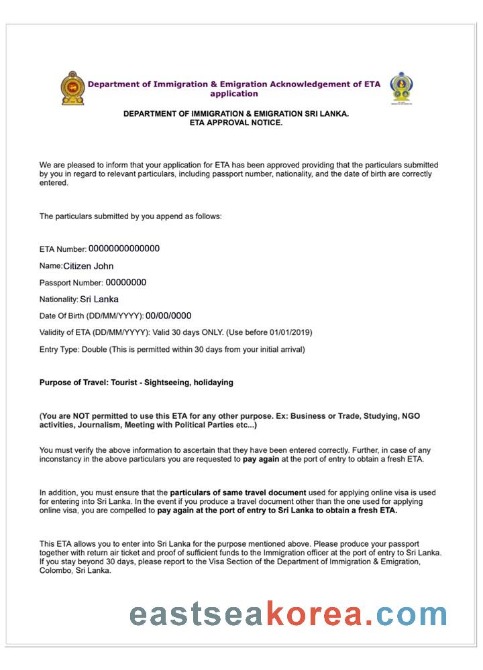 Department of Immigration & Emigration Acknowledgement of ETA
application
DEPARTMENT OF IMMIGRATION & EMIGRATION SRI LANKA.
ETA APPROVAL NOTICE.
We are pleased to inform that your application for ETA has been approved providing that the particulars submitted
by you in regard to relevant particulars, including passport number, nationality, and the date of birth are correctly
entered.
The particulars submitted by you append as follows:
ETA Number: 00000000000000
Name:Citizen John
Passport Number: 00000000
Nationality: Sri Lanka
Date Of Birth (DD/MM/YYYY): 00/00/0000
Validity of ETA (DD/MM/YYYY): Valid 30 days ONLY. (Use before 01/01/2019)
Entry Type: Double (This is permitted within 30 days from your initial arrival)
Purpose of Travel: Tourist - Sightseeing, holidaying
(You are NOT permitted to use this ETA for any other purpose. Ex: Business or Trade, Studying, NGO
activities, Journalism, Meeting with Political Parties etc...)
You must verify the above information to ascertain that they have been entered correctly. Further, in case of any
inconstancy in the above particulars you are requested to pay again at the port of entry to obtain a fresh ETA.
In addition, you must ensure that the particulars of same travel document used for applying online visa is used
for entering into Sri Lanka. In the event if you produce a travel document other than the one used for applying
online visa, you are compelled to pay again at the port of entry to Sri Lanka to obtain a fresh ETA.
This ETA allows you to enter into Sri Lanka for the purpose mentioned above. Please produce your passport
together with return air ticket and proof of sufficient funds to the Immigration officer at the port of entry to Sri Lanka.
If you stay beyond 30 days, please report to the Visa Section of the Department of Immigration & Emigration,
Colombo, Sri Lanka.
eastseakorea.com